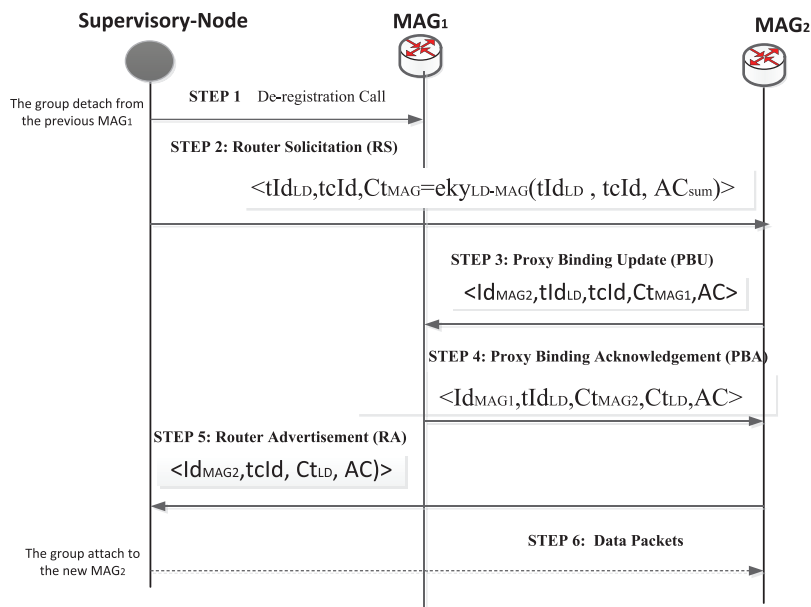 Supervisory-Node
MAG1
MAG2
The group detach from
the previous MAG1
STEP 1 De-registration Call
STEP 2: Router Solicitation (RS)
<tIdLD,tcId,CtMAG=ekyLD-MAG(tIdLD , tcId, ACsum)>
STEP 3: Proxy Binding Update (PBU)
<IdMAG2,tIdLD,tcId,CtMAG1,AC>
STEP 4: Proxy Binding Acknowledgement (PBA)
<IdMAG1,tIdLD,CtMAG2,CtLD,AC>
STEP 5: Router Advertisement (RA)
<IdMAG2,tcId, CtLD, AC)>
STEP 6: Data Packets
The group attach to
the new MAG2